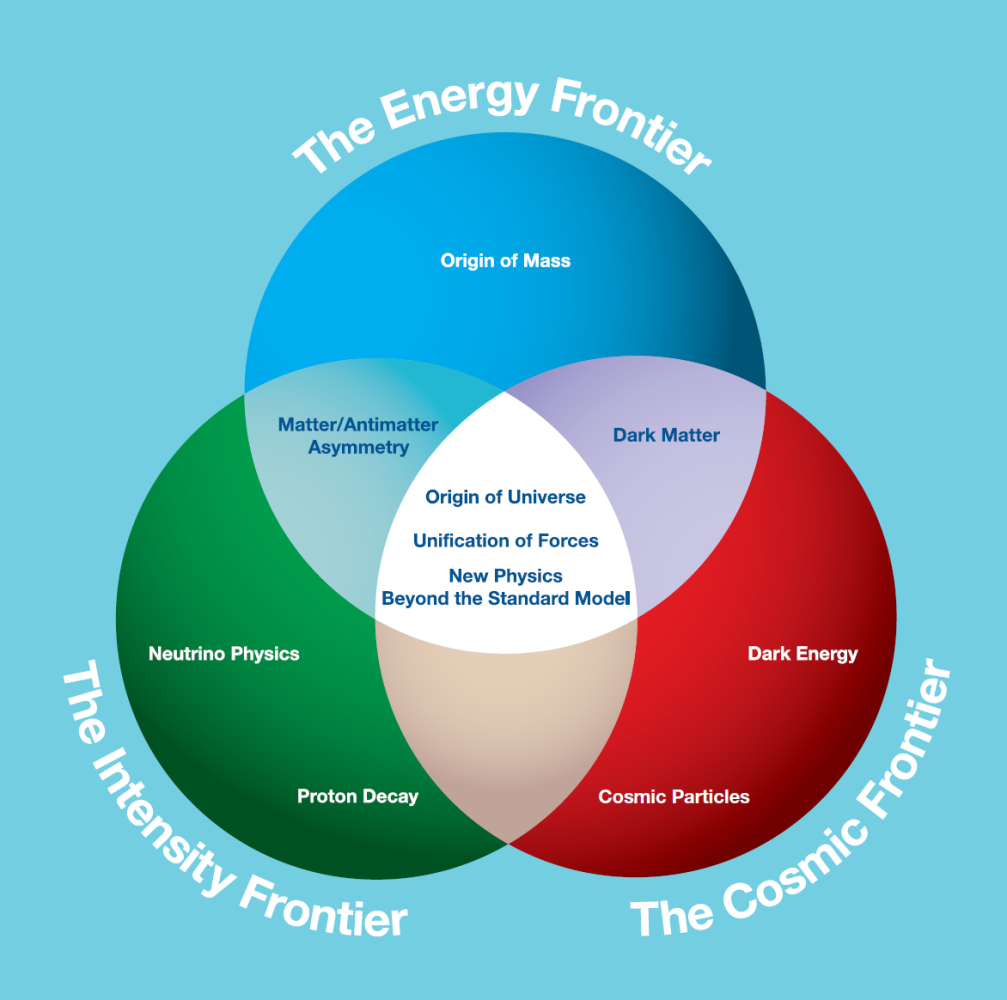 The Energy Frontier
Origin of Mass
Matter/Antimatter
Asymmetry
Dark Matter
Origin of Universe
Unification of Forces
New Physics
Beyond the Standard Model
Neutrino Physics
Dark Energy
Proton Decay
Cosmic Particles
The Intensity Frontier
The Cosmic Frontier